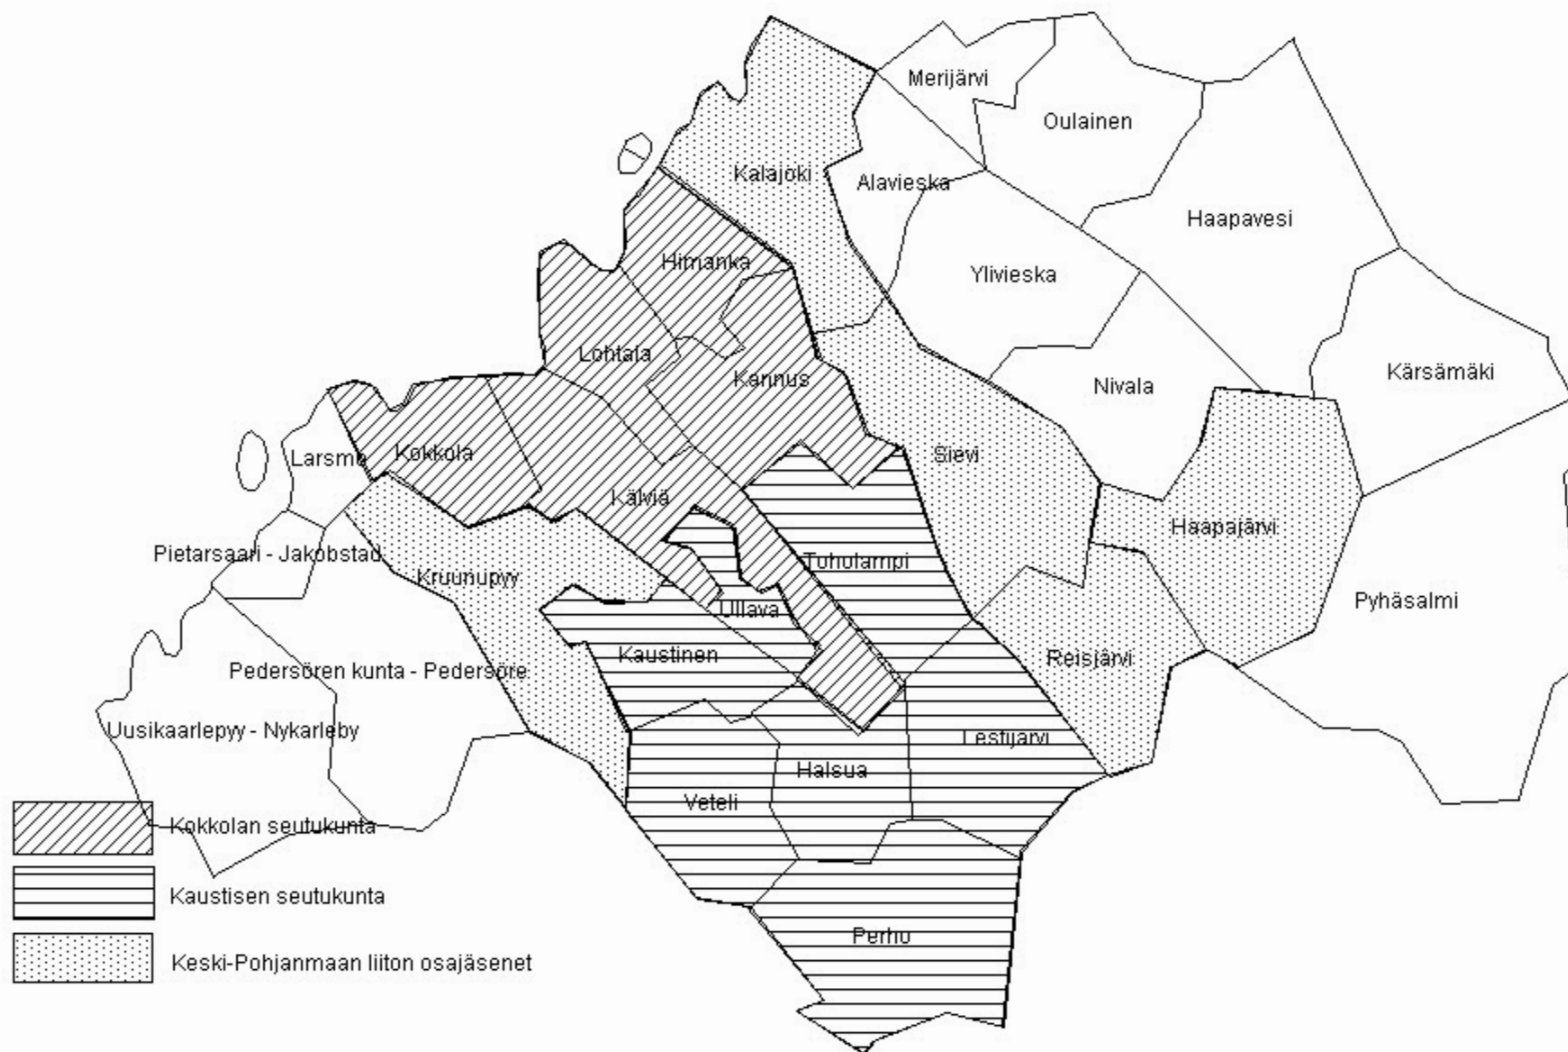 Merijärvi
Oulainen
Kalajoki
Alavieska
Haapavesi
Himanka
Ylivieska
Lohtaja
Kannus
Nivala
Kärsämäki
Larsmo
Kokkola
Sievi
Kälviä
Haapajärvi
Pietarsaari - Jakobstad
Kruunupyy
Toholampi
Ullava
Pyhäsalmi
Kaustinen
Reisjärvi
Pedersören kunta - Pedersöre
Uusikaarlepyy - Nykarleby
Lestijärvi
Halsua
Veteli
Kokkolan seutukunta
Kaustisen seutukunta
Perho
Keski-Pohjanmaan liiton osajäsenet